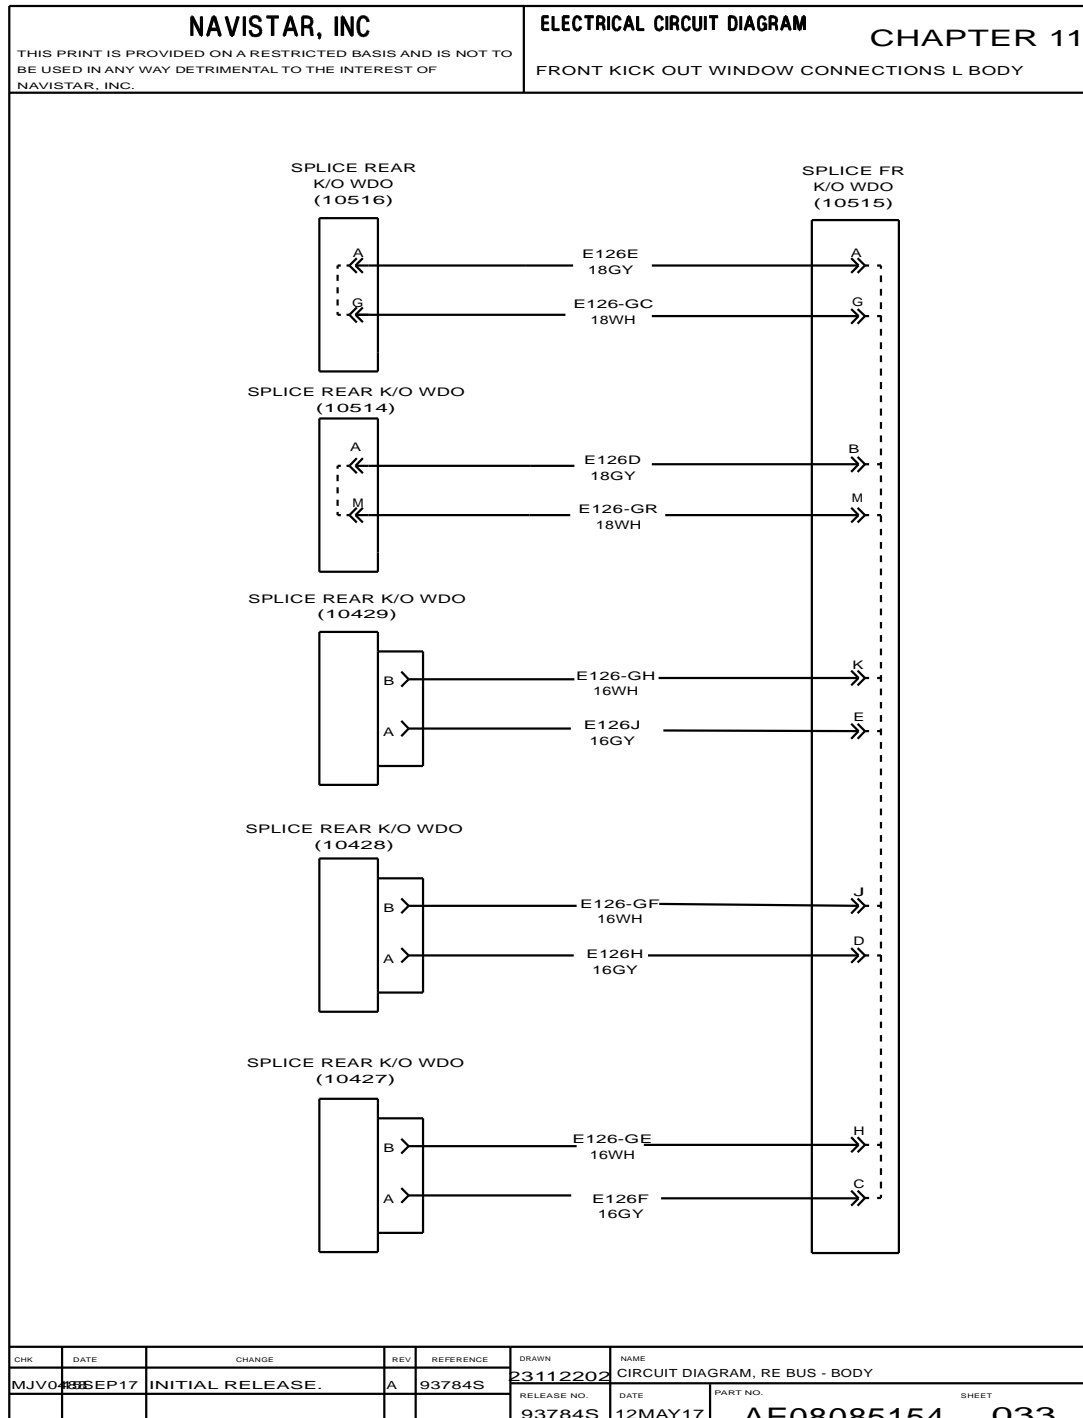 NAVISTAR, INC
THIS PRINT IS PROVIDED ON A RESTRICTED BASIS AND IS NOT TO
BE USED IN ANY WAY DETRIMENTAL TO THE INTEREST OF
NAVISTAR, INC.
ELECTRICAL CIRCUIT DIAGRAM
CHAPTER 11
FRONT KICK OUT WINDOW CONNECTIONS L BODY
SPLICE REAR
K/O WDO
(10516)
SPLICE FR
K/O WDO
(10515)
A
E126E
18GY
A
G
E126-GC
18WH
G
SPLICE REAR K/O WDO
(10514)
A
E126D
18GY
B
M
E126-GR
18WH
M
SPLICE REAR K/O WDO
(10429)
B
E126-GH
16WH
K
A
E126J
16GY
E
SPLICE REAR K/O WDO
(10428)
B
E126-GF
16WH
J
A
E126H
16GY
D
SPLICE REAR K/O WDO
(10427)
B
E126-GE
16WH
H
A
E126F
16GY
C
CHK DATE CHANGE REV REFERENCE
INITIAL RELEASE. A 93784S
DRAWN
23112202
NAME
CIRCUIT DIAGRAM, RE BUS - BODY
RELEASE NO.
93784S
DATE
12MAY17
PART NO.
AE08085154
SHEET
033